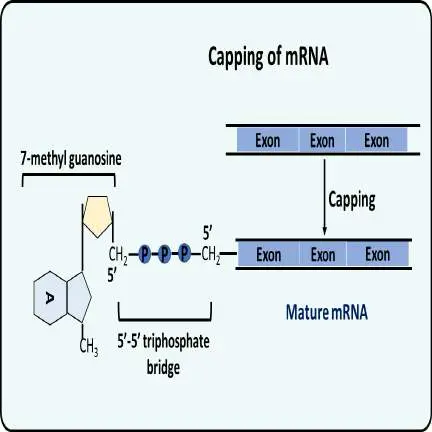 Capping of mRNA
Exon Exon Exon
7-methyl guanosine
Capping
5'
CH2 P P P CH2 Exon Exon Exon
5'
A
Mature mRNA
CH3
5'-5' triphosphate
bridge